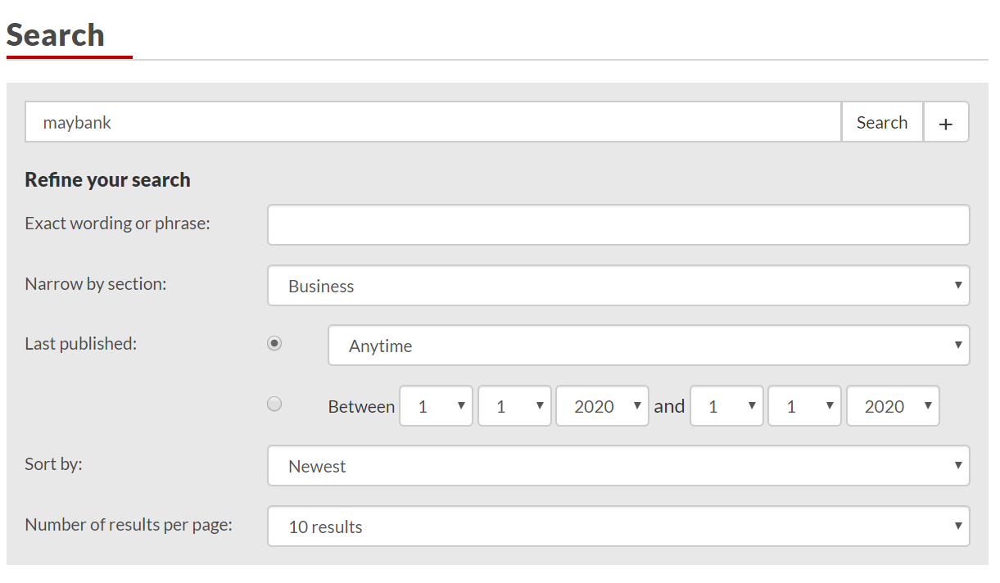 Search
maybank Search +
Refine your search
Exact wording or phrase:
Narrow by section: Business
Last published: Anytime
Between 1 1 2020 and 1 1 2020
Sort by: Newest
Number of results per page: 10 results